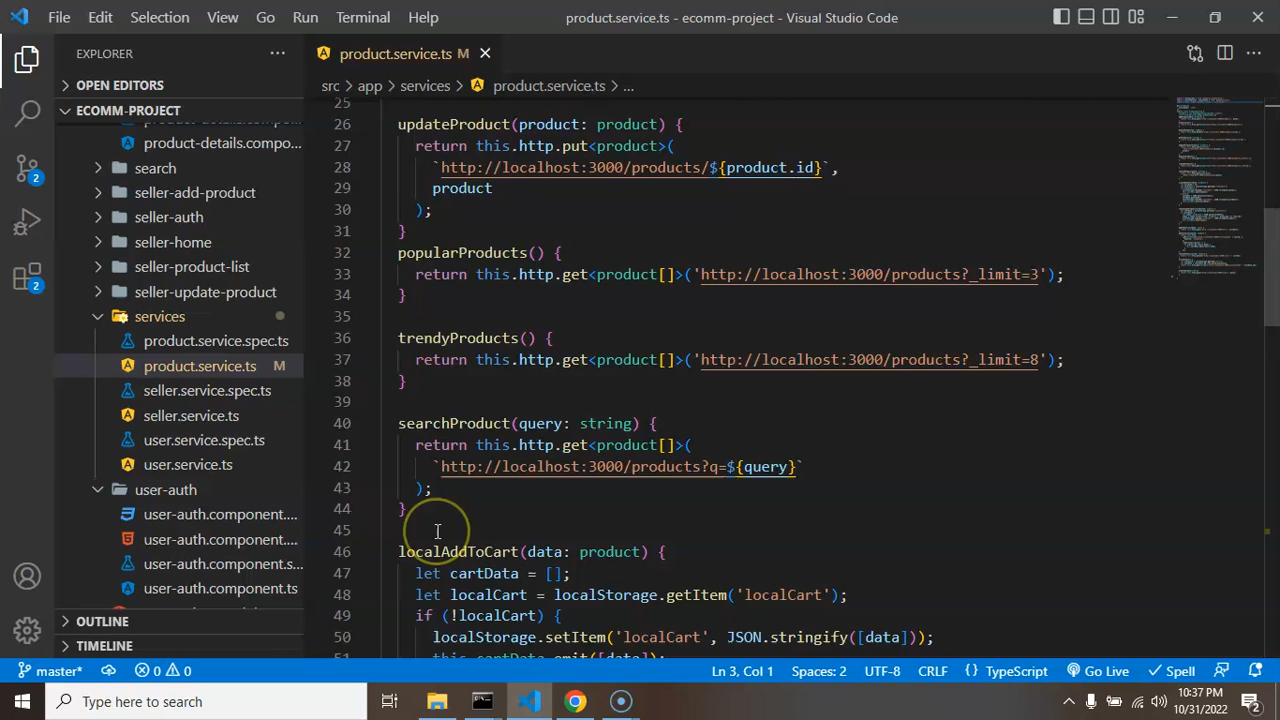 File Edit Selection View Go Run Terminal Help product.service.ts - ecomm-project - Visual Studio Code
EXPLORER
OPEN EDITORS
ECOMM-PROJECT
product-details.compo...
search
seller-add-product
seller-auth
seller-home
seller-product-list
seller-update-product
services
product.service.spec.ts
product.service.ts M
seller.service.spec.ts
seller.service.ts
user.service.spec.ts
user.service.ts
user-auth
user-auth.component....
user-auth.component....
user-auth.component.s...
user-auth.component.ts
OUTLINE
TIMELINE
2
2
product.service.ts M
src > app > services > product.service.ts > ...
25
26 updateProduct(product: product) {
27 return this.http.put<product>(
28 `http://localhost:3000/products/${product.id}`,
29 product
30 );
31 }
32 popularProducts() {
33 return this.http.get<product[]>('http://localhost:3000/products?_limit=3');
34 }
35
36 trendyProducts() {
37 return this.http.get<product[]>('http://localhost:3000/products?_limit=8');
38 }
39
40 searchProduct(query: string) {
41 return this.http.get<product[]>(
42 `http://localhost:3000/products?q=${query}`
43 );
44 }
45
46 localAddToCart(data: product) {
47 let cartData = [];
48 let localCart = localStorage.getItem('localCart');
49 if (!localCart) {
50 localStorage.setItem('localCart', JSON.stringify([data]));
51 this.cartData.emit([data]);
master* 0 0 Ln 3, Col 1 Spaces: 2 UTF-8 CRLF {} TypeScript Go Live Spell
Type here to search
10:37 PM
10/31/2022
2